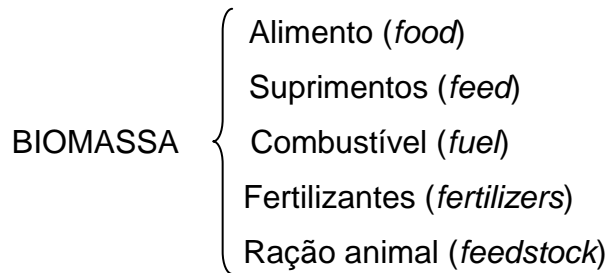 Alimento (food)
Suprimentos (feed)
BIOMASSA Combustível (fuel)
Fertilizantes (fertilizers)
Ração animal (feedstock)